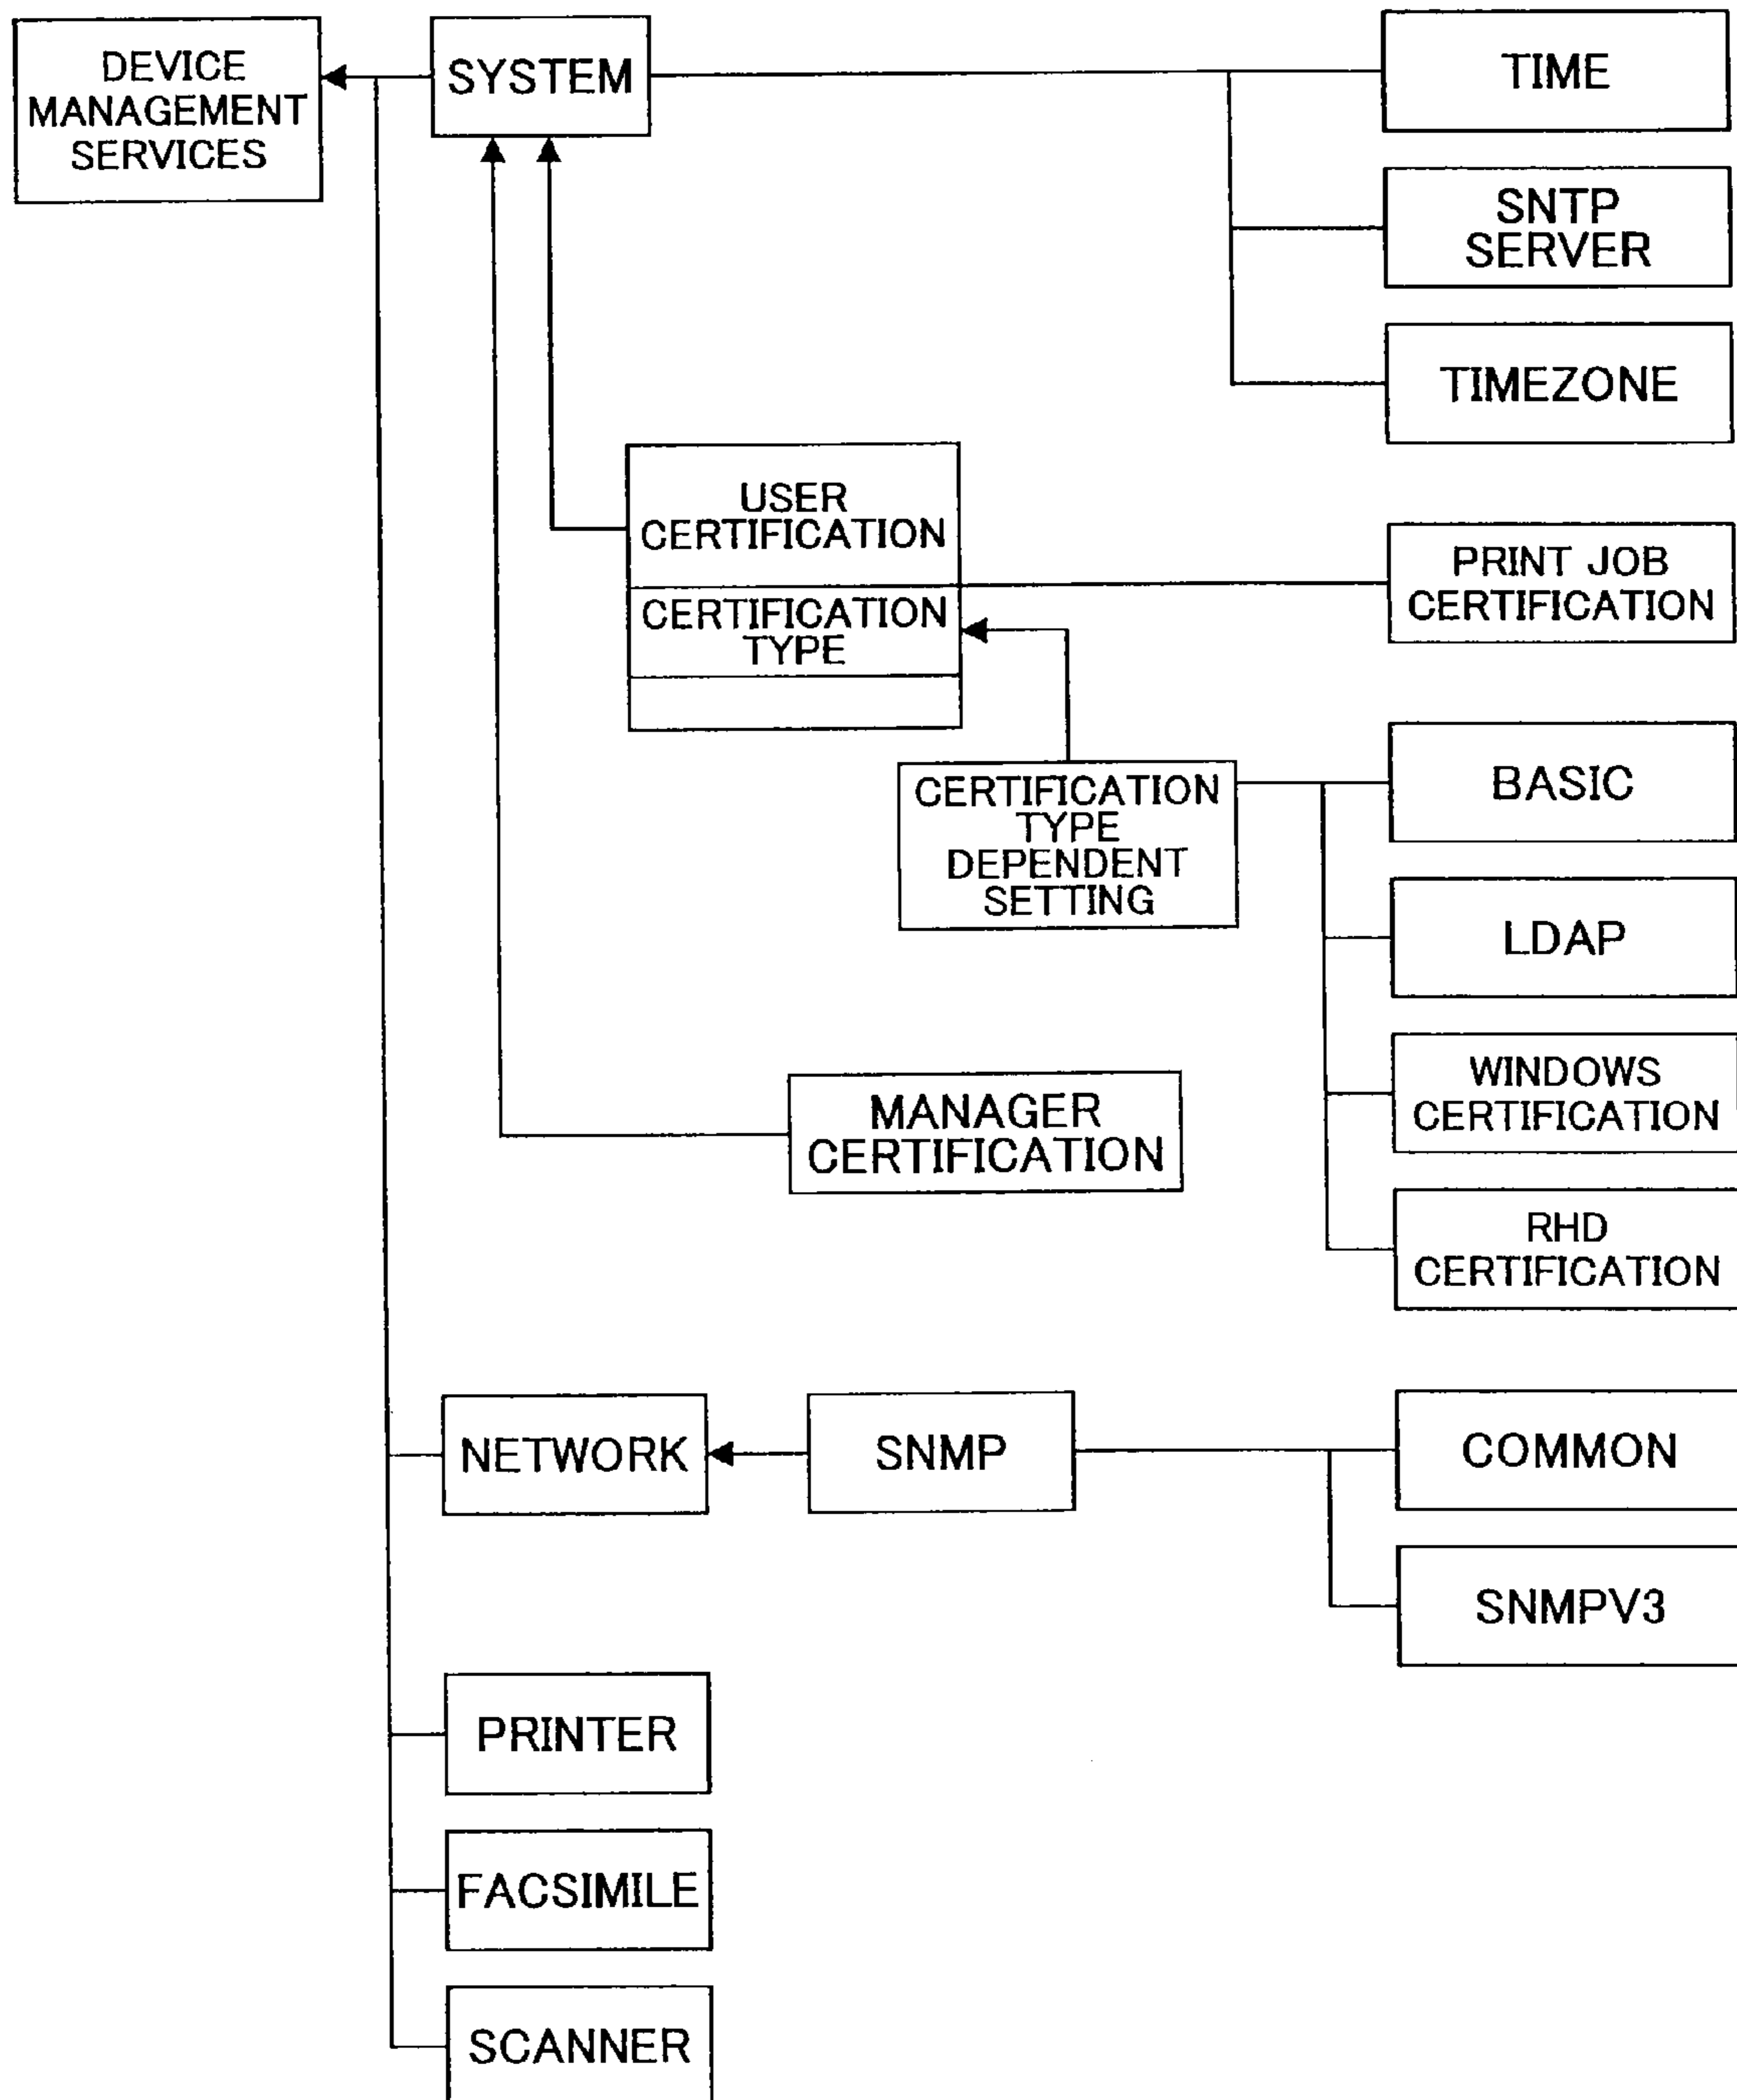 DEVICE
MANAGEMENT
SERVICES
SYSTEM
TIME
SNTP
SERVER
TIMEZONE
USER
CERTIFICATION
CERTIFICATION
TYPE
PRINT JOB
CERTIFICATION
CERTIFICATION
TYPE
DEPENDENT
SETTING
BASIC
LDAP
WINDOWS
CERTIFICATION
RHD
CERTIFICATION
MANAGER
CERTIFICATION
NETWORK
SNMP
COMMON
SNMPV3
PRINTER
FACSIMILE
SCANNER